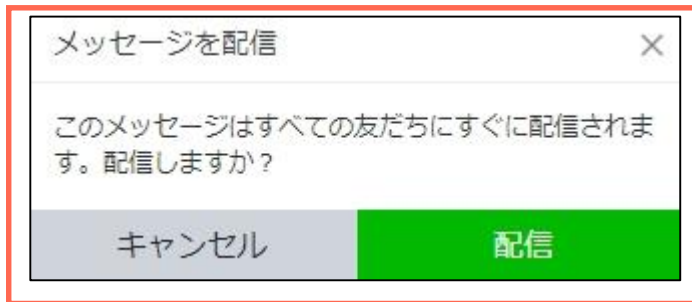 メッセージを配信
このメッセージはすべての友だちにすぐに配信されま
す。配信しますか？
キャンセル
配信